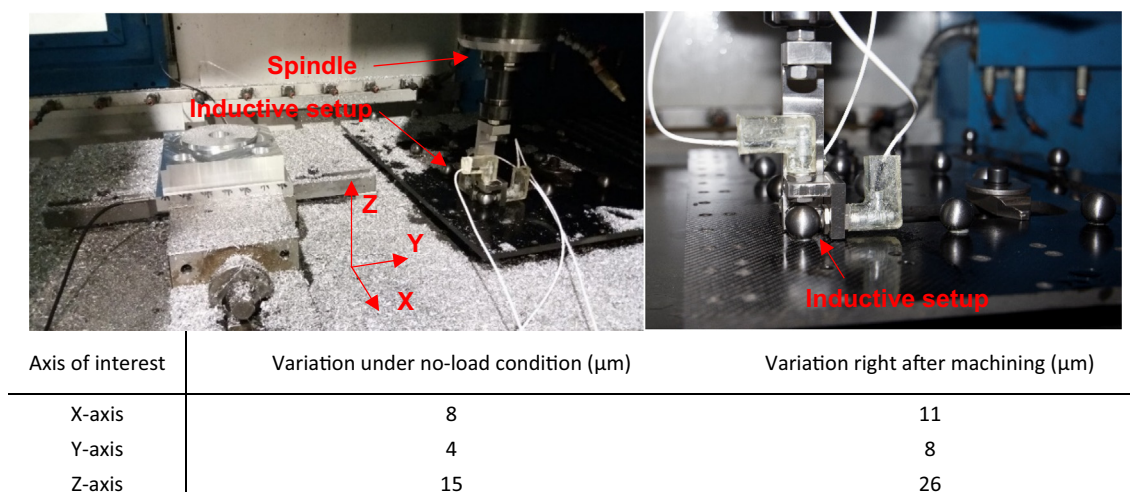 Spindle
Inductive setup
Z
Y
X
Inductive setup
Axis of interest Variation under no-load condition (μm) Variation right after machining (μm)
X-axis 8 11
Y-axis 4 8
Z-axis 15 26